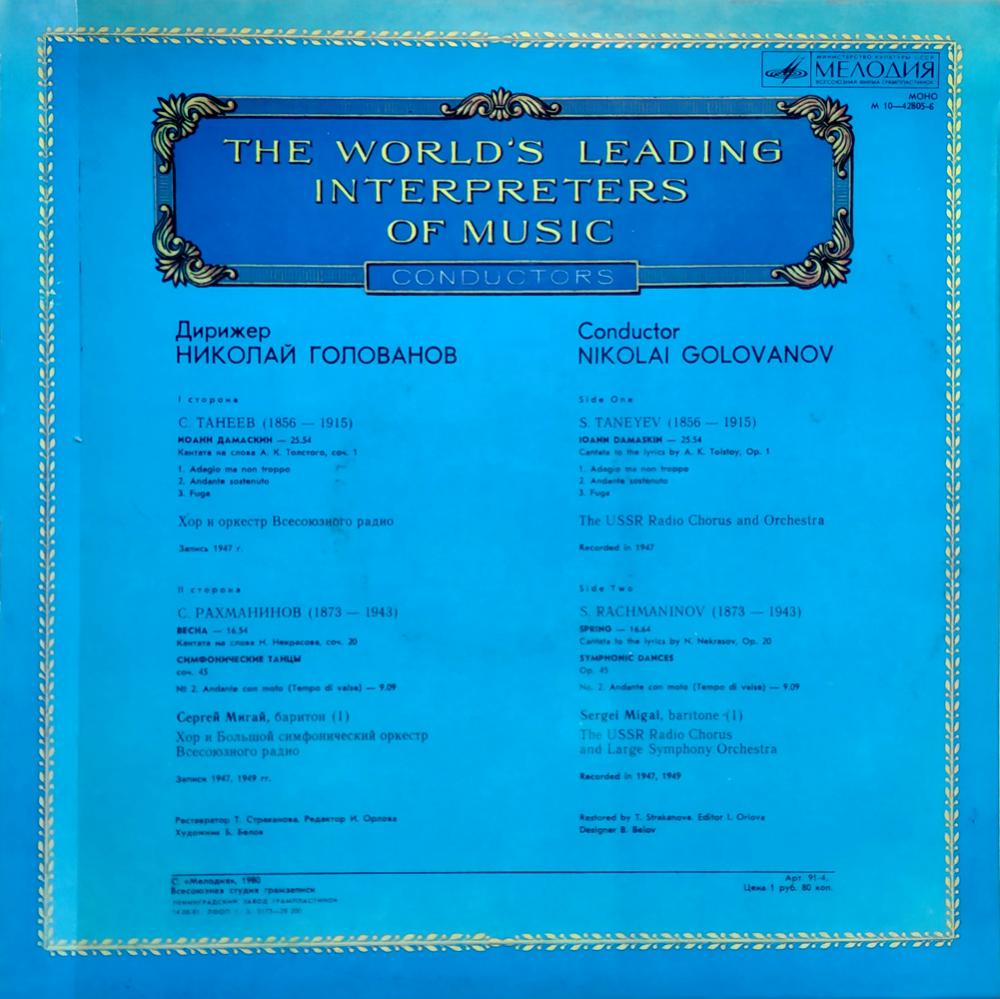 МИНИСТЕРСТВО КУЛЬТУРЫ СССР
МЕЛОДИЯ
ВСЕСОЮЗНАЯ ФИРМА ГРАМПЛАСТИНОК
МОНО
М 10—42805-6
THE WORLD'S LEADING
INTERPRETERS
OF MUSIC
CONDUCTORS
Дирижер
НИКОЛАЙ ГОЛОВАНОВ
I сторона
С. ТАНЕЕВ (1856 — 1915)
ИОАНН ДАМАСКИН — 25.54
Кантата на слова А. К. Толстого, соч. 1
1. Adagio ma non troppo
2. Andante sostenuto
3. Fuga
Хор и оркестр Всесоюзного радио
Запись 1947 г.
II сторона
С. РАХМАНИНОВ (1873 — 1943)
ВЕСНА — 16.54
Кантата на слова Н. Некрасова, соч. 20
СИМФОНИЧЕСКИЕ ТАНЦЫ
соч. 45
№ 2. Andante con moto (Tempo di valse) — 9.09
Сергей Мигай, баритон (1)
Хор и Большой симфонический оркестр
Всесоюзного радио
Записи 1947, 1949 гг.
Реставратор Т. Страканова. Редактор И. Орлова
Художник Б. Белов
Conductor
NIKOLAI GOLOVANOV
Side One
S. TANEYEV (1856 — 1915)
IOANN DAMASKIN — 25.54
Cantata to the lyrics by A. K. Tolstoy, Op. 1
1. Adagio ma non troppo
2. Andante sostenuto
3. Fuga
The USSR Radio Chorus and Orchestra
Recorded in 1947
Side Two
S. RACHMANINOV (1873 — 1943)
SPRING — 16.64
Cantata to the lyrics by N. Nekrasov, Op. 20
SYMPHONIC DANCES
Op. 45
No. 2. Andante con moto (Tempo di valse) — 9.09
Sergei Migai, baritone (1)
The USSR Radio Chorus
and Large Symphony Orchestra
Recorded in 1947, 1949
Restored by T. Strakanova. Editor I. Orlova
Designer B. Belov
С «Мелодия», 1980
Всесоюзная студия грамзаписи
ЛЕНИНГРАДСКИЙ ЗАВОД ГРАМПЛАСТИНОК
Арт. 91-4.
Цена 1 руб. 80 коп.